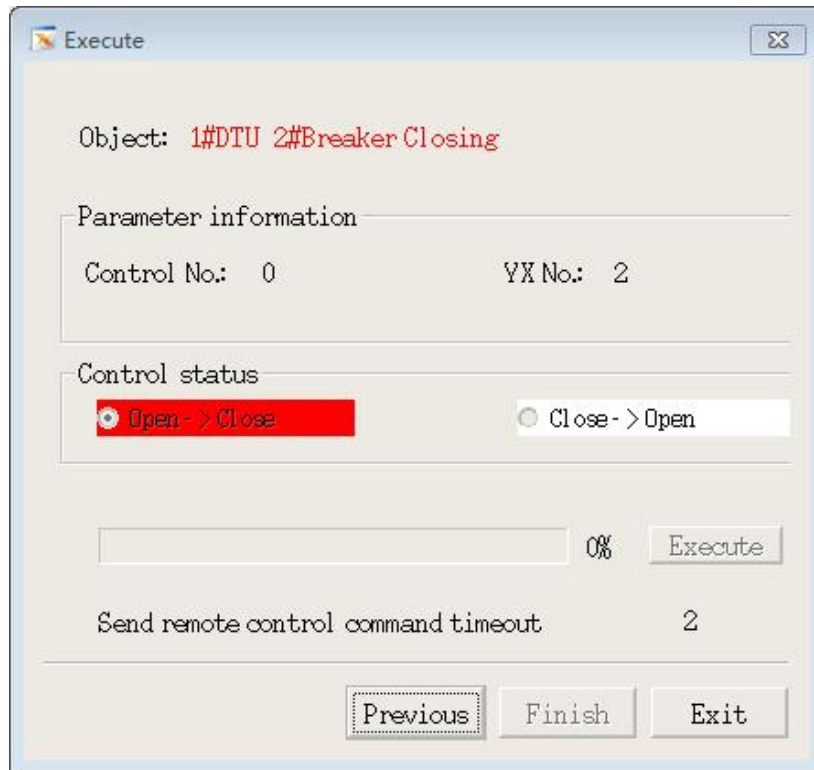 Execute
Object: 1#DTU 2#Breaker Closing
Parameter information
Control No.: 0 YX No.: 2
Control status
Open->Close Close->Open
0% Execute
Send remote control command timeout 2
Previous Finish Exit